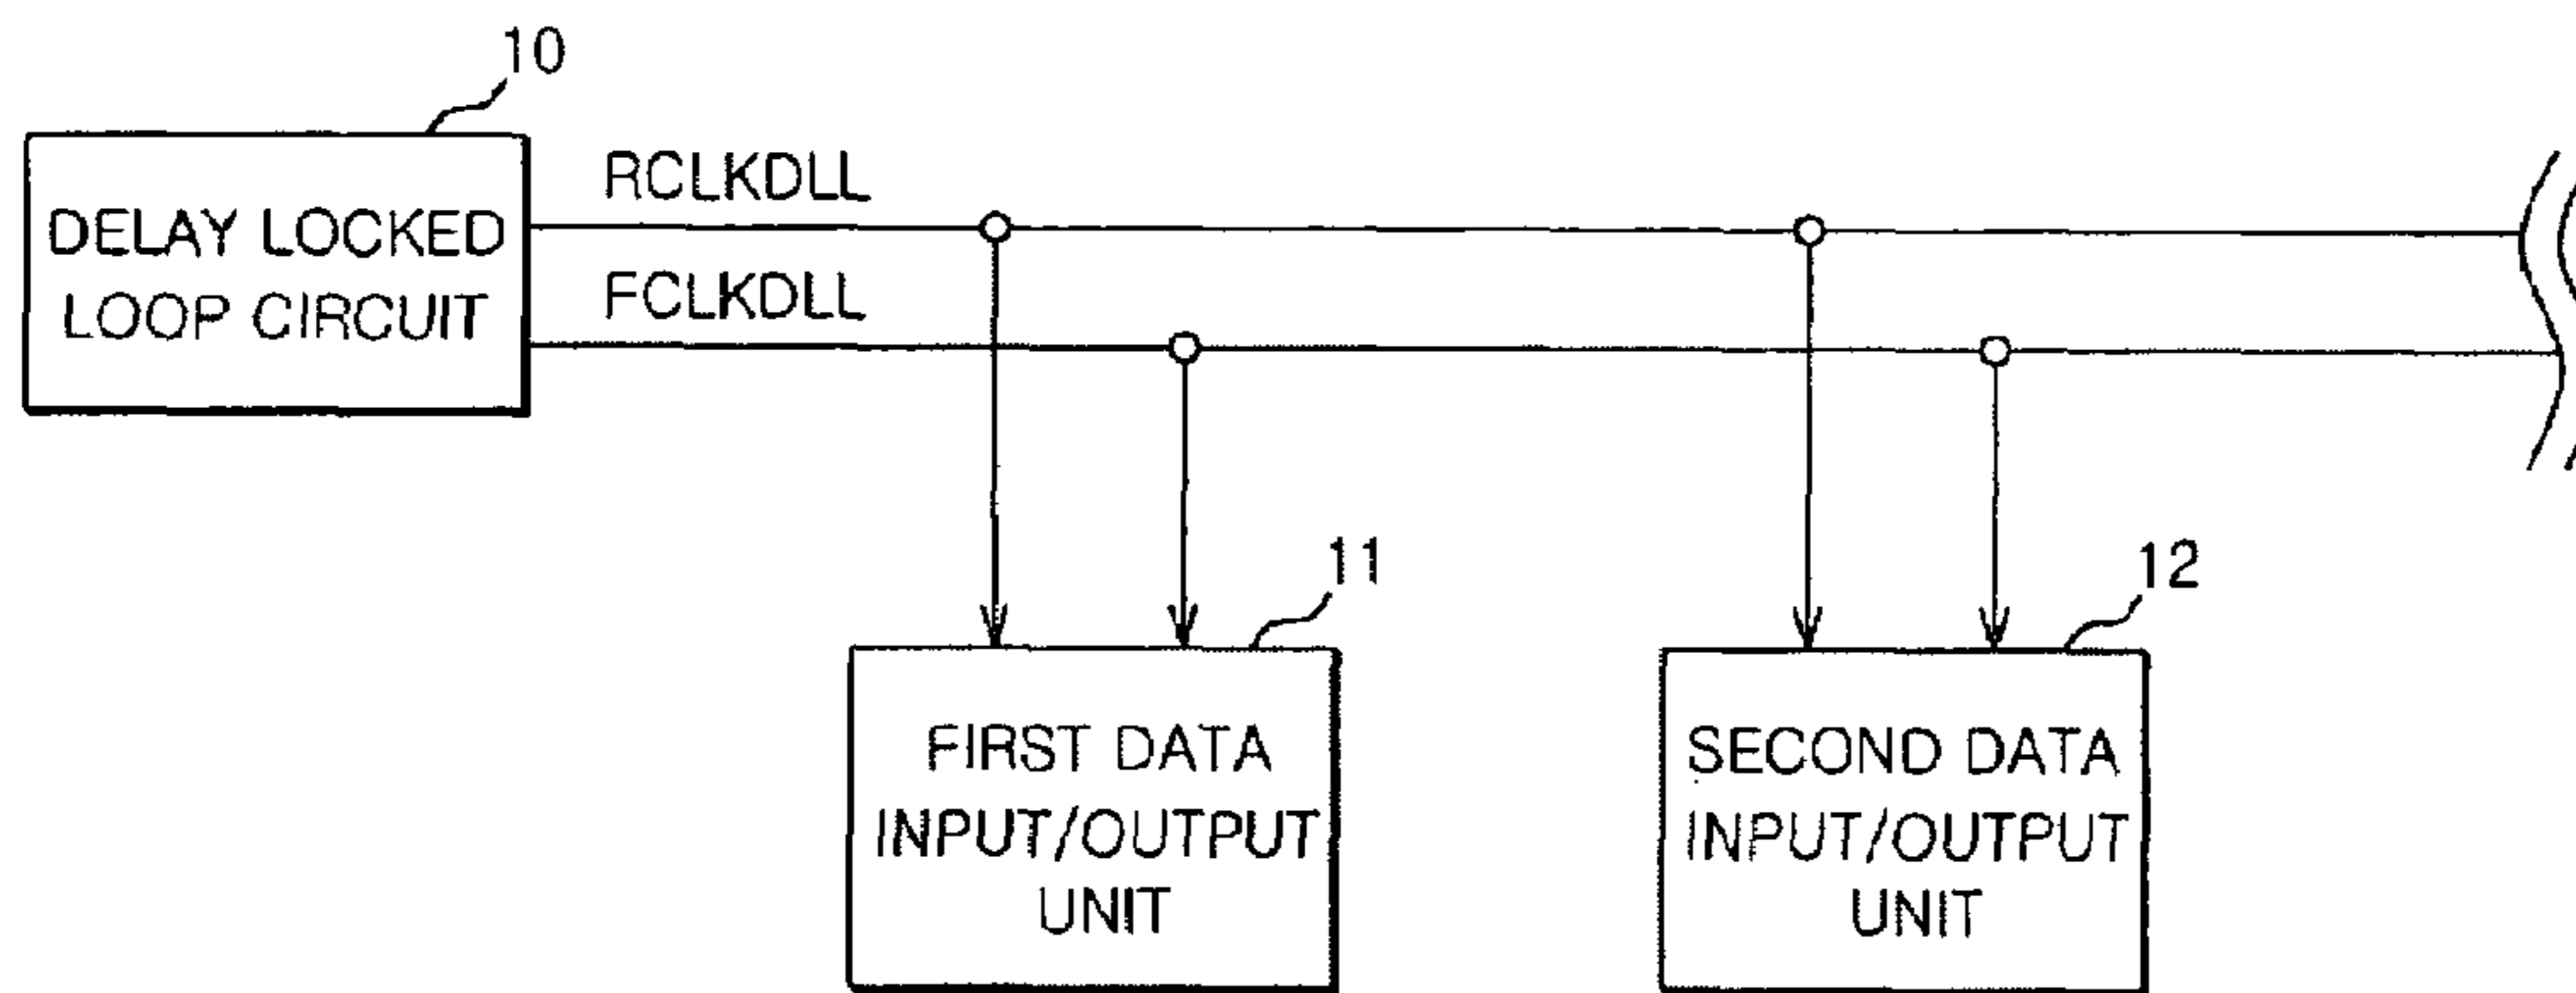 10
DELAY LOCKED
LOOP CIRCUIT
RCLKDLL
FCLKDLL
11
12
FIRST DATA
INPUT/OUTPUT
UNIT
SECOND DATA
INPUT/OUTPUT
UNIT